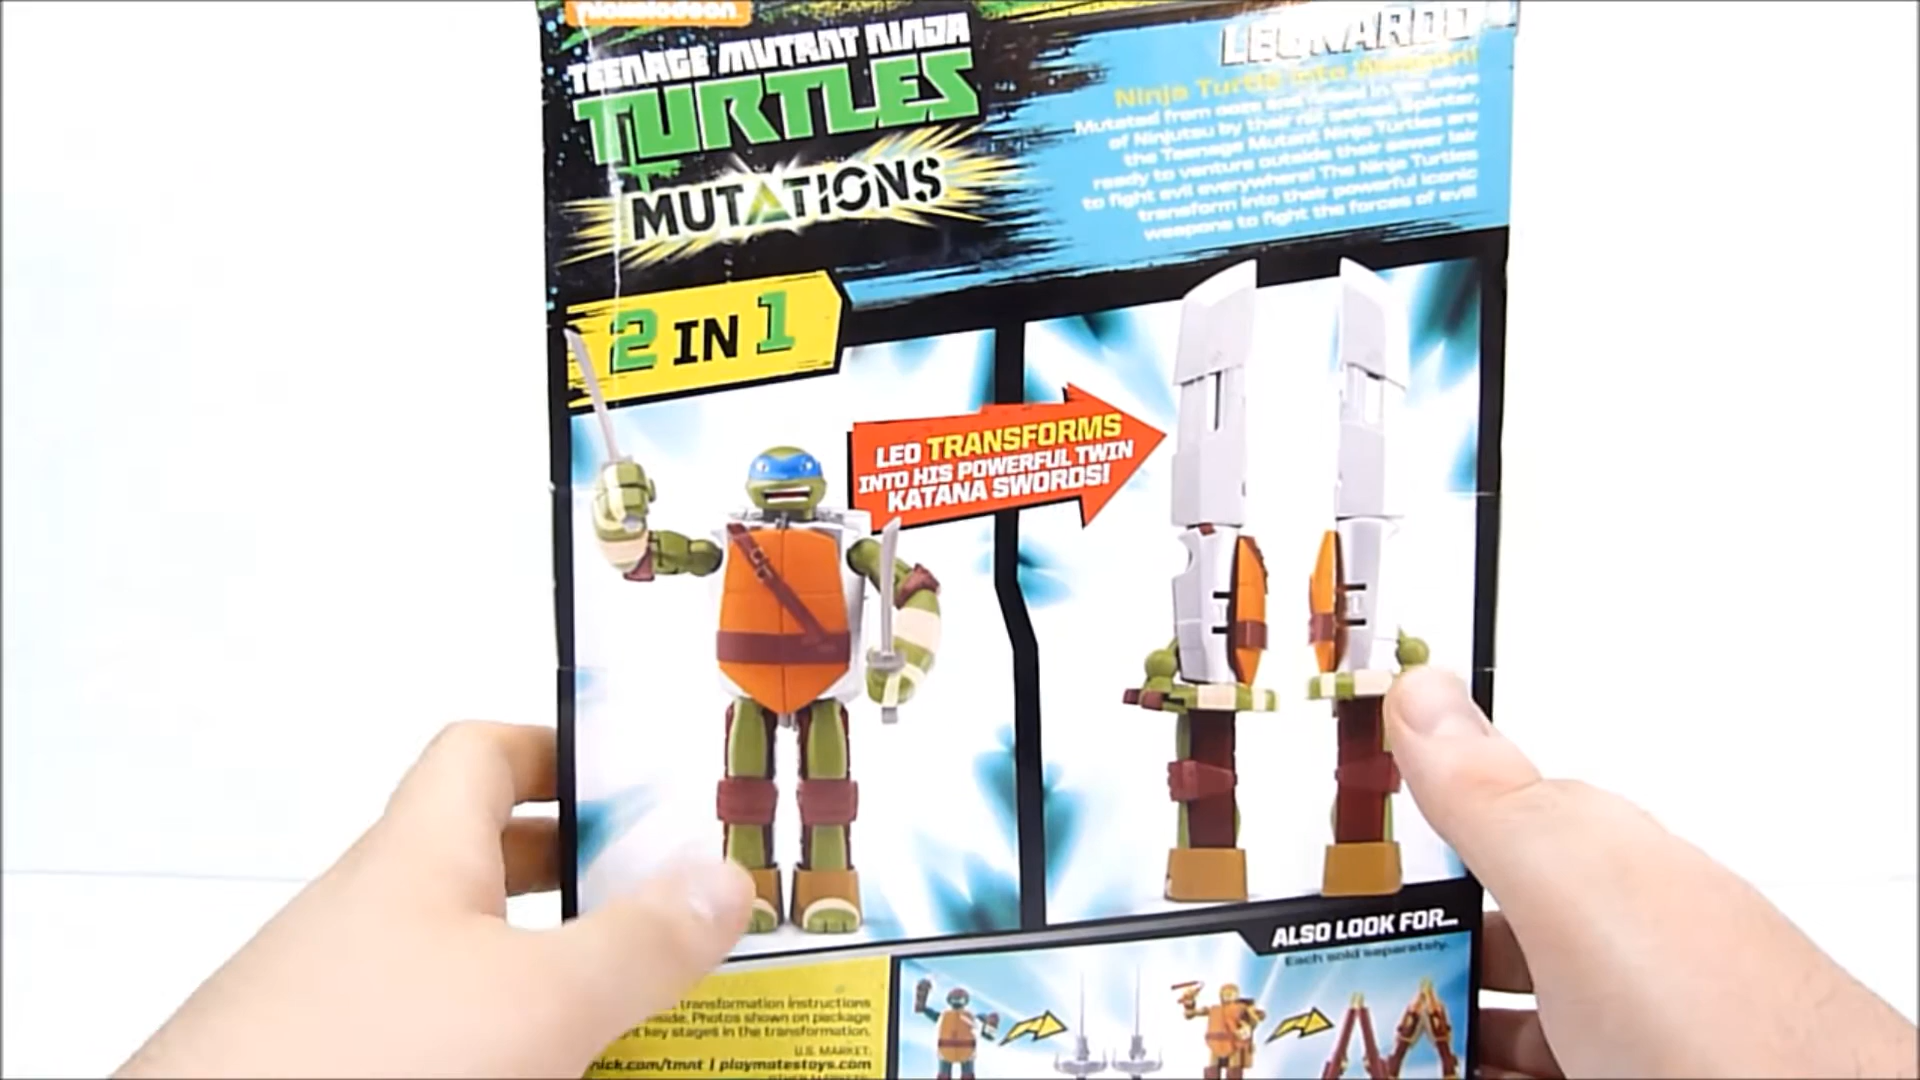 nickelodeon
TEENAGE MUTANT NINJA
TURTLES
MUTATIONS
LEONARDO
Ninja Turtle into Weapon!
Mutated from ooze and raised in the ways
of Ninjutsu by their rat sensei, Splinter,
the Teenage Mutant Ninja Turtles are
ready to venture outside their sewer lair
to fight evil everywhere! The Ninja Turtles
transform into their powerful iconic
weapons to fight the forces of evil!
2 IN 1
LEO TRANSFORMS
INTO HIS POWERFUL TWIN
KATANA SWORDS!
ALSO LOOK FOR...
Each sold separately.
transformation instructions
Photos shown on package
key stages in the transformation.
U.S. MARKET:
nick.com/tmnt | playmatestoys.com
OTHER MARKETS: